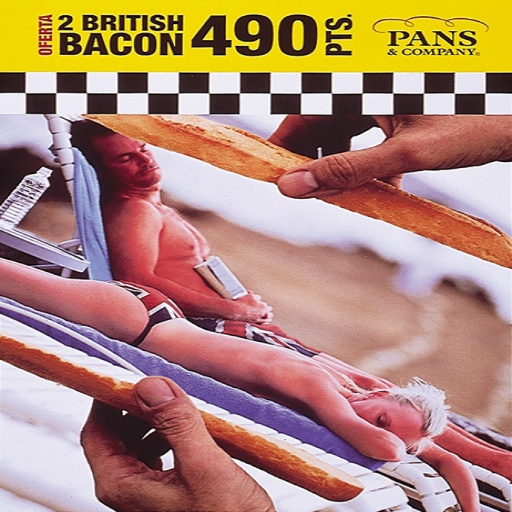 OFERTA
2 BRITISH
BACON
490
PTS.
PANS
& COMPANY